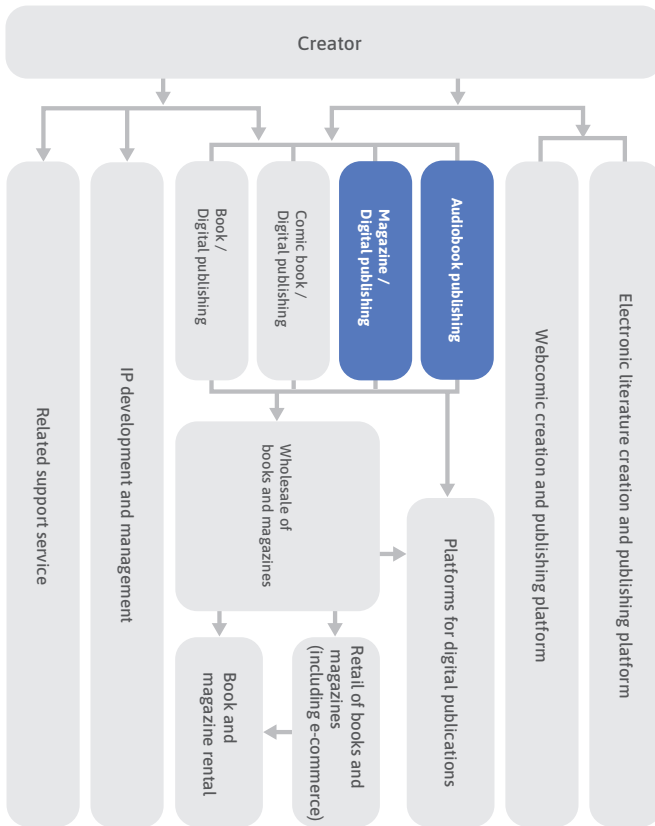 Creator
Related support service
IP development and management
Book /
Digital publishing
Comic book /
Digital publishing
Magazine /
Digital publishing
Audiobook publishing
Webcomic creation and publishing platform
Electronic literature creation and publishing platform
Wholesale of
books and magazines
Platforms for digital publications
Book and
magazine rental
Retail of books and
magazines
(including e-commerce)